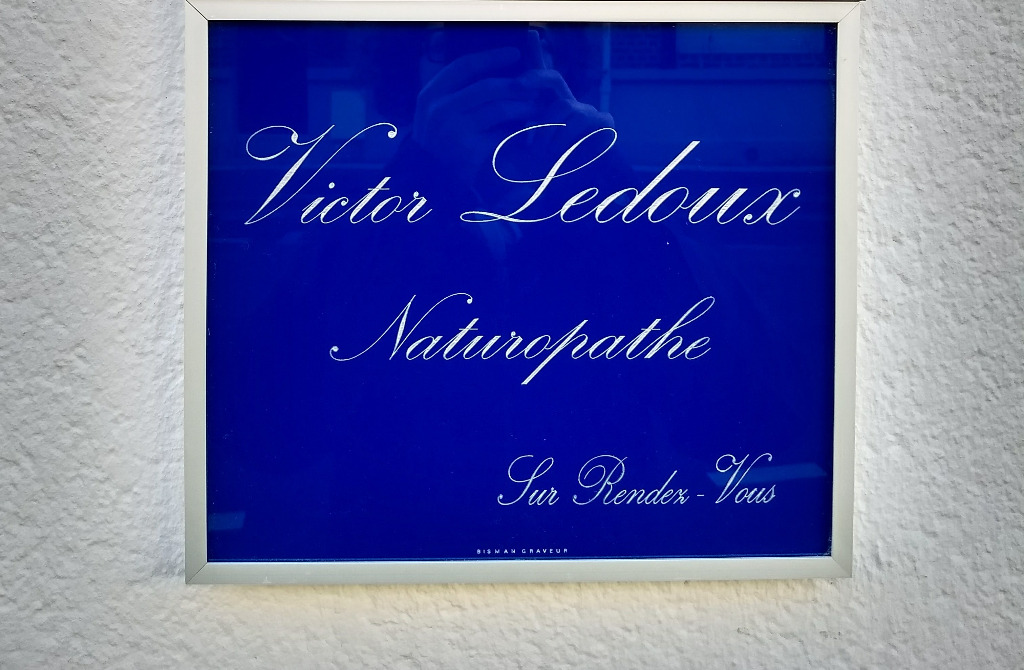 Victor Ledoux
Naturopathe
Sur Rendez-Vous
BISMAN GRAVEUR